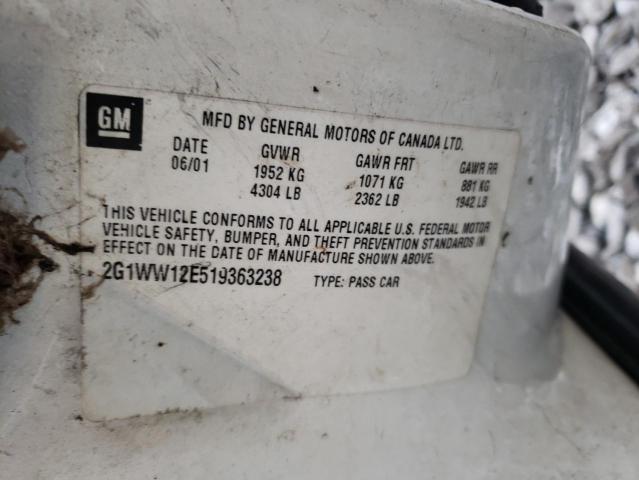 GM
MFD BY GENERAL MOTORS OF CANADA LTD.
DATE GVWR GAWR FRT GAWR RR
06/01 1952 KG 1071 KG 881 KG
4304 LB 2362 LB 1942 LB
THIS VEHICLE CONFORMS TO ALL APPLICABLE U.S. FEDERAL MOTOR
VEHICLE SAFETY, BUMPER, AND THEFT PREVENTION STANDARDS IN
EFFECT ON THE DATE OF MANUFACTURE SHOWN ABOVE.
2G1WW12E519363238 TYPE: PASS CAR